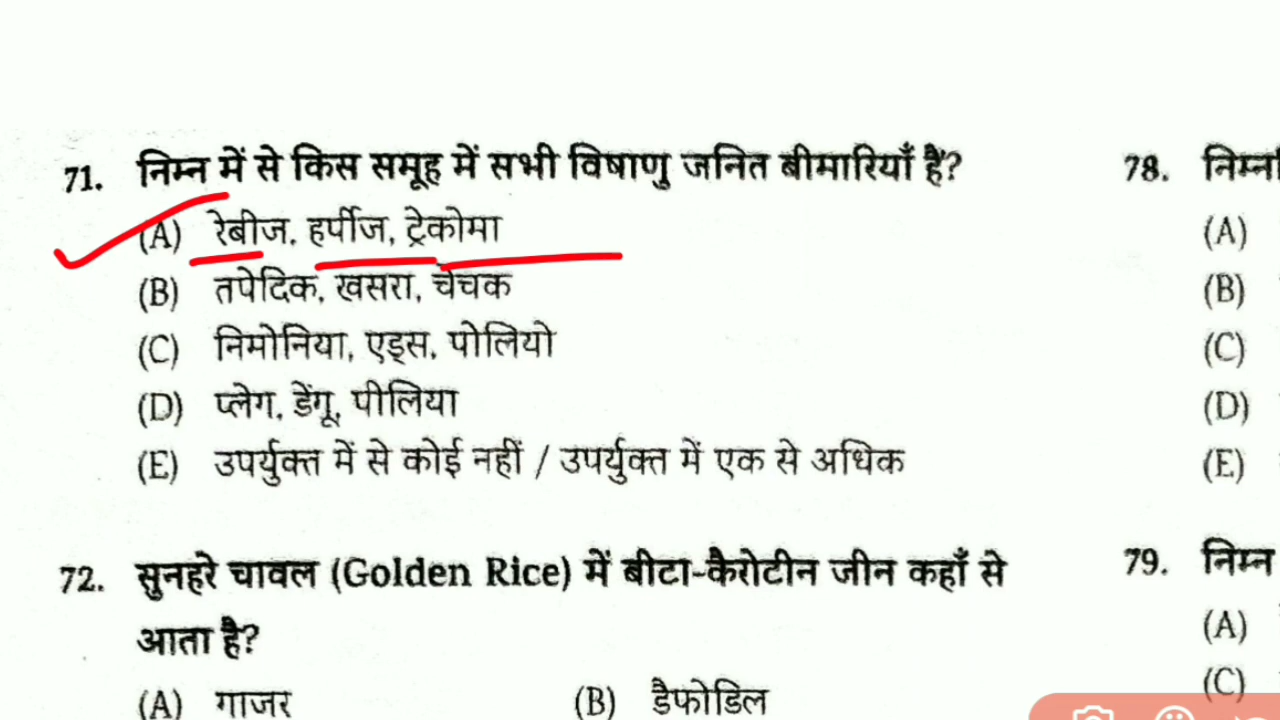 71. निम्न में से किस समूह में सभी विषाणु जनित बीमारियाँ हैं?
(A) रेबीज, हर्पीज, ट्रेकोमा
(B) तपेदिक, खसरा, चेचक
(C) निमोनिया, एड्स, पोलियो
(D) प्लेग, डेंगू, पीलिया
(E) उपर्युक्त में से कोई नहीं / उपर्युक्त में एक से अधिक
72. सुनहरे चावल (Golden Rice) में बीटा-कैरोटीन जीन कहाँ से
आता है?
(A) गाजर (B) डैफोडिल
78.
(A)
(B)
(C)
(D)
(E)
79. निम्न
(A)
(C)